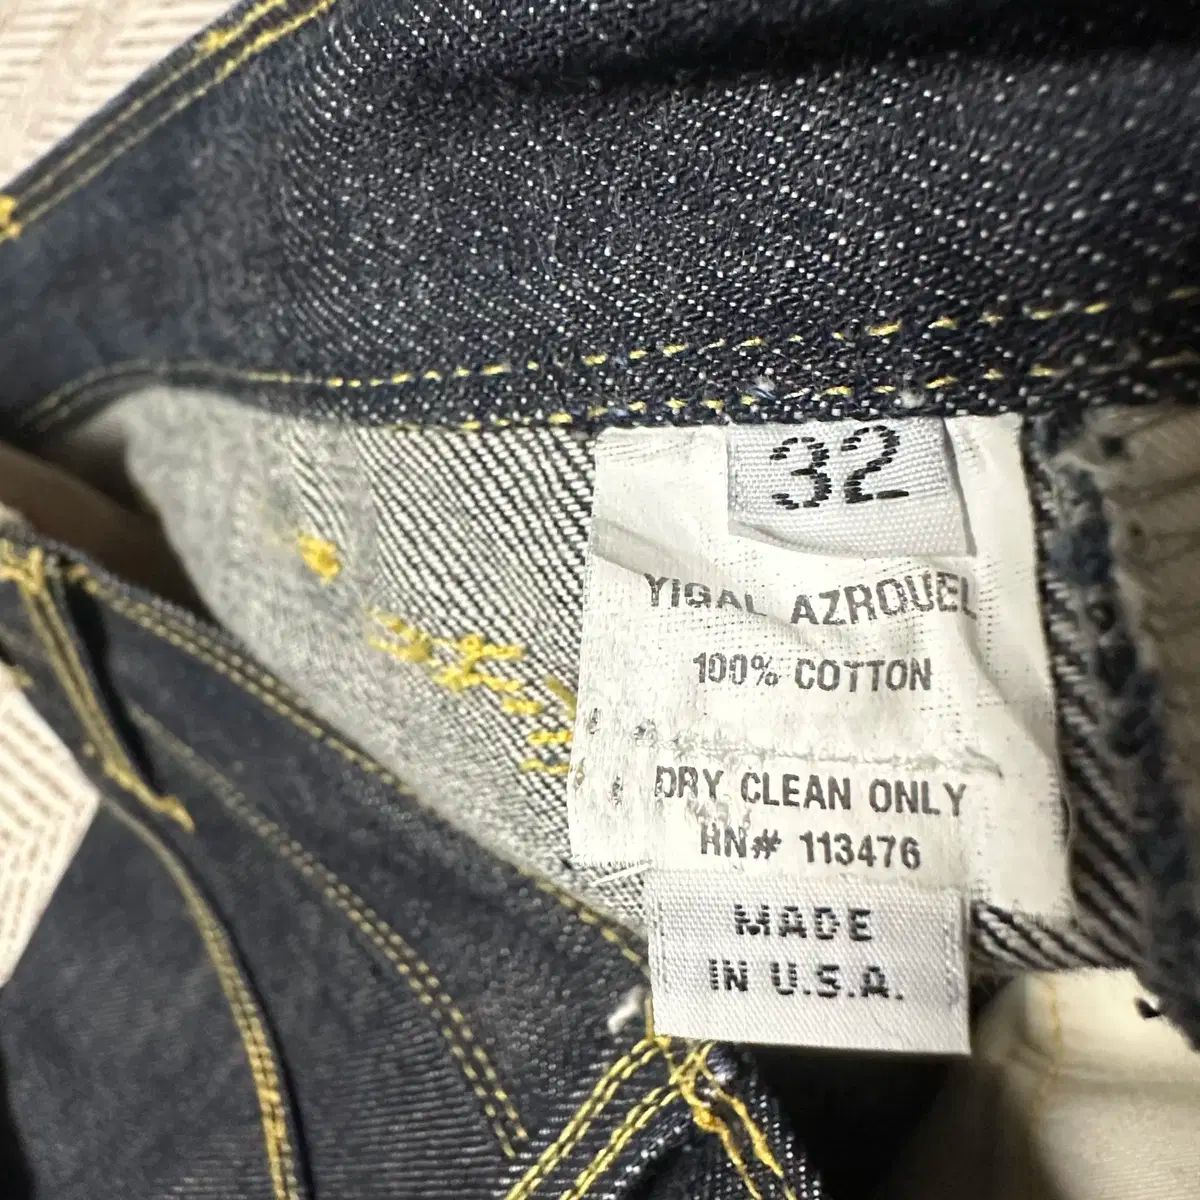 32
YIGAL AZROUEL
100% COTTON
DRY CLEAN ONLY
RN# 113476
MADE
IN U.S.A.